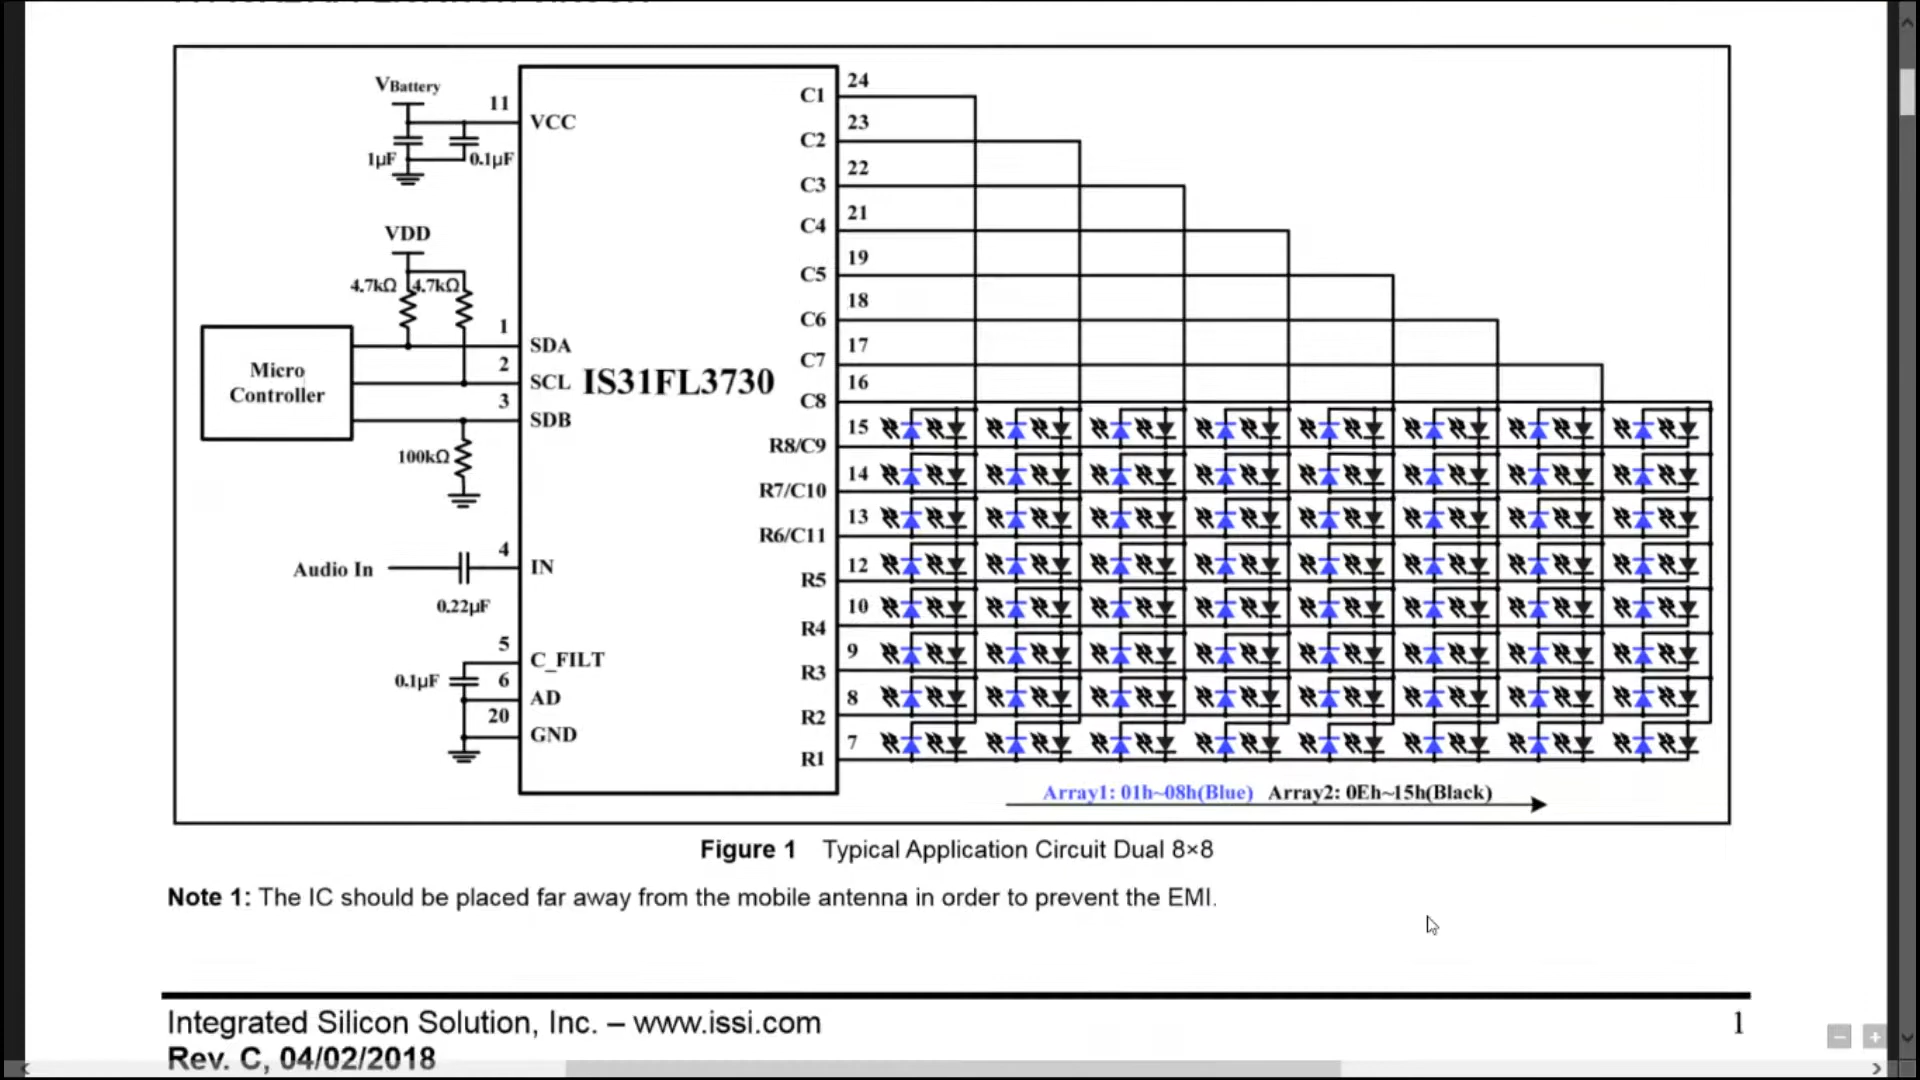 VBattery
11
VCC
1µF
0.1µF
VDD
4.7kΩ
4.7kΩ
Micro
Controller
1
SDA
2
SCL
3
SDB
100kΩ
Audio In
4
IN
0.22µF
5
C_FILT
0.1µF
6
AD
20
GND
IS31FL3730
C1
24
C2
23
C3
22
C4
21
C5
19
C6
18
C7
17
C8
16
R8/C9
15
R7/C10
14
R6/C11
13
R5
12
R4
10
R3
9
R2
8
R1
7
Array1: 01h~08h(Blue) Array2: 0Eh~15h(Black)
Figure 1 Typical Application Circuit Dual 8×8
Note 1: The IC should be placed far away from the mobile antenna in order to prevent the EMI.
Integrated Silicon Solution, Inc. – www.issi.com
1
Rev. C, 04/02/2018